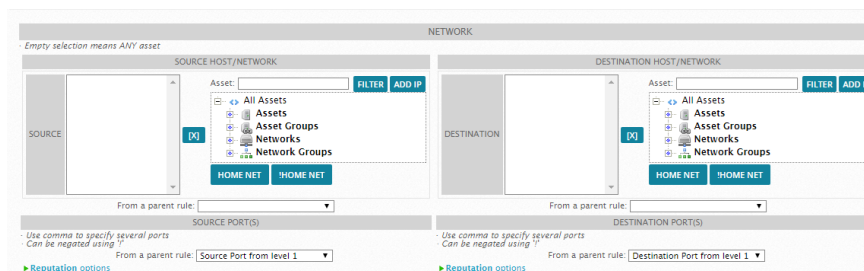 NETWORK
· Empty selection means ANY asset
SOURCE HOST/NETWORK
SOURCE
[X]
Asset:
FILTER
ADD IP
All Assets
Assets
Asset Groups
Networks
Network Groups
HOME NET
!HOME NET
From a parent rule:
DESTINATION HOST/NETWORK
DESTINATION
[X]
Asset:
FILTER
ADD I
All Assets
Assets
Asset Groups
Networks
Network Groups
HOME NET
!HOME NET
From a parent rule:
SOURCE PORT(S)
· Use comma to specify several ports
· Can be negated using '!'
From a parent rule: Source Port from level 1
Reputation options
DESTINATION PORT(S)
· Use comma to specify several ports
· Can be negated using '!'
From a parent rule: Destination Port from level 1
Reputation options